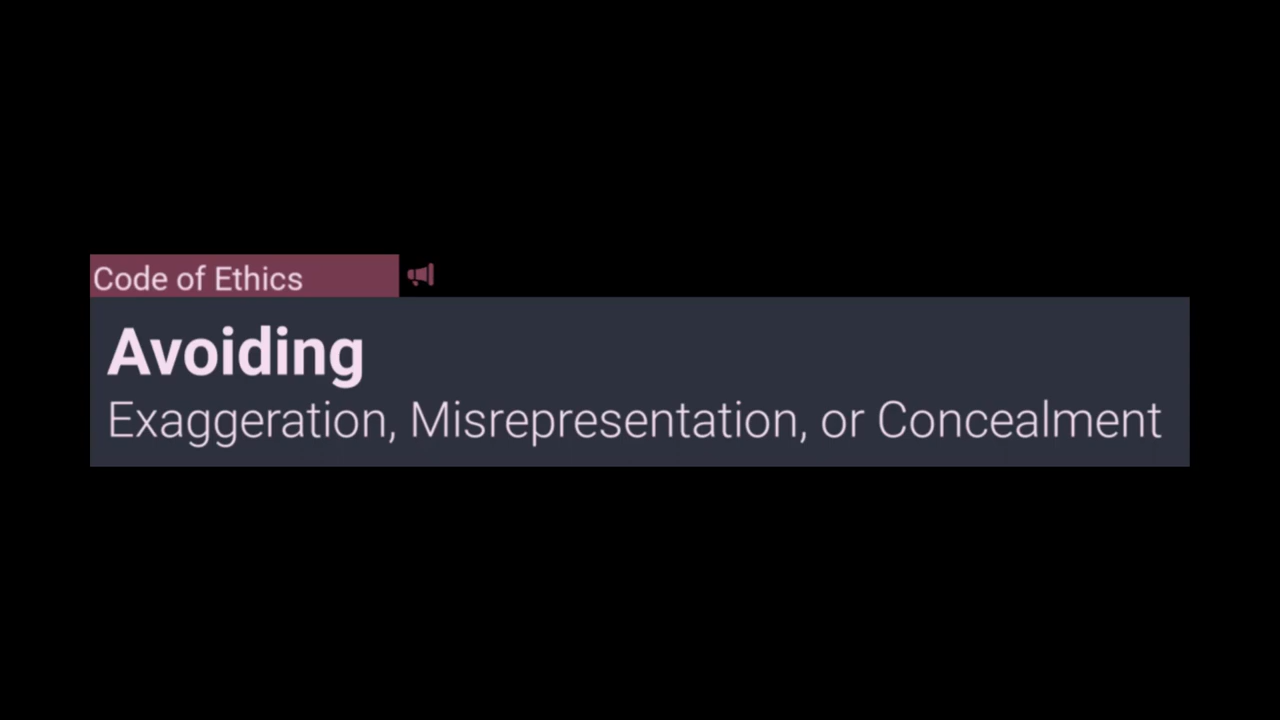 Code of Ethics
Avoiding
Exaggeration, Misrepresentation, or Concealment